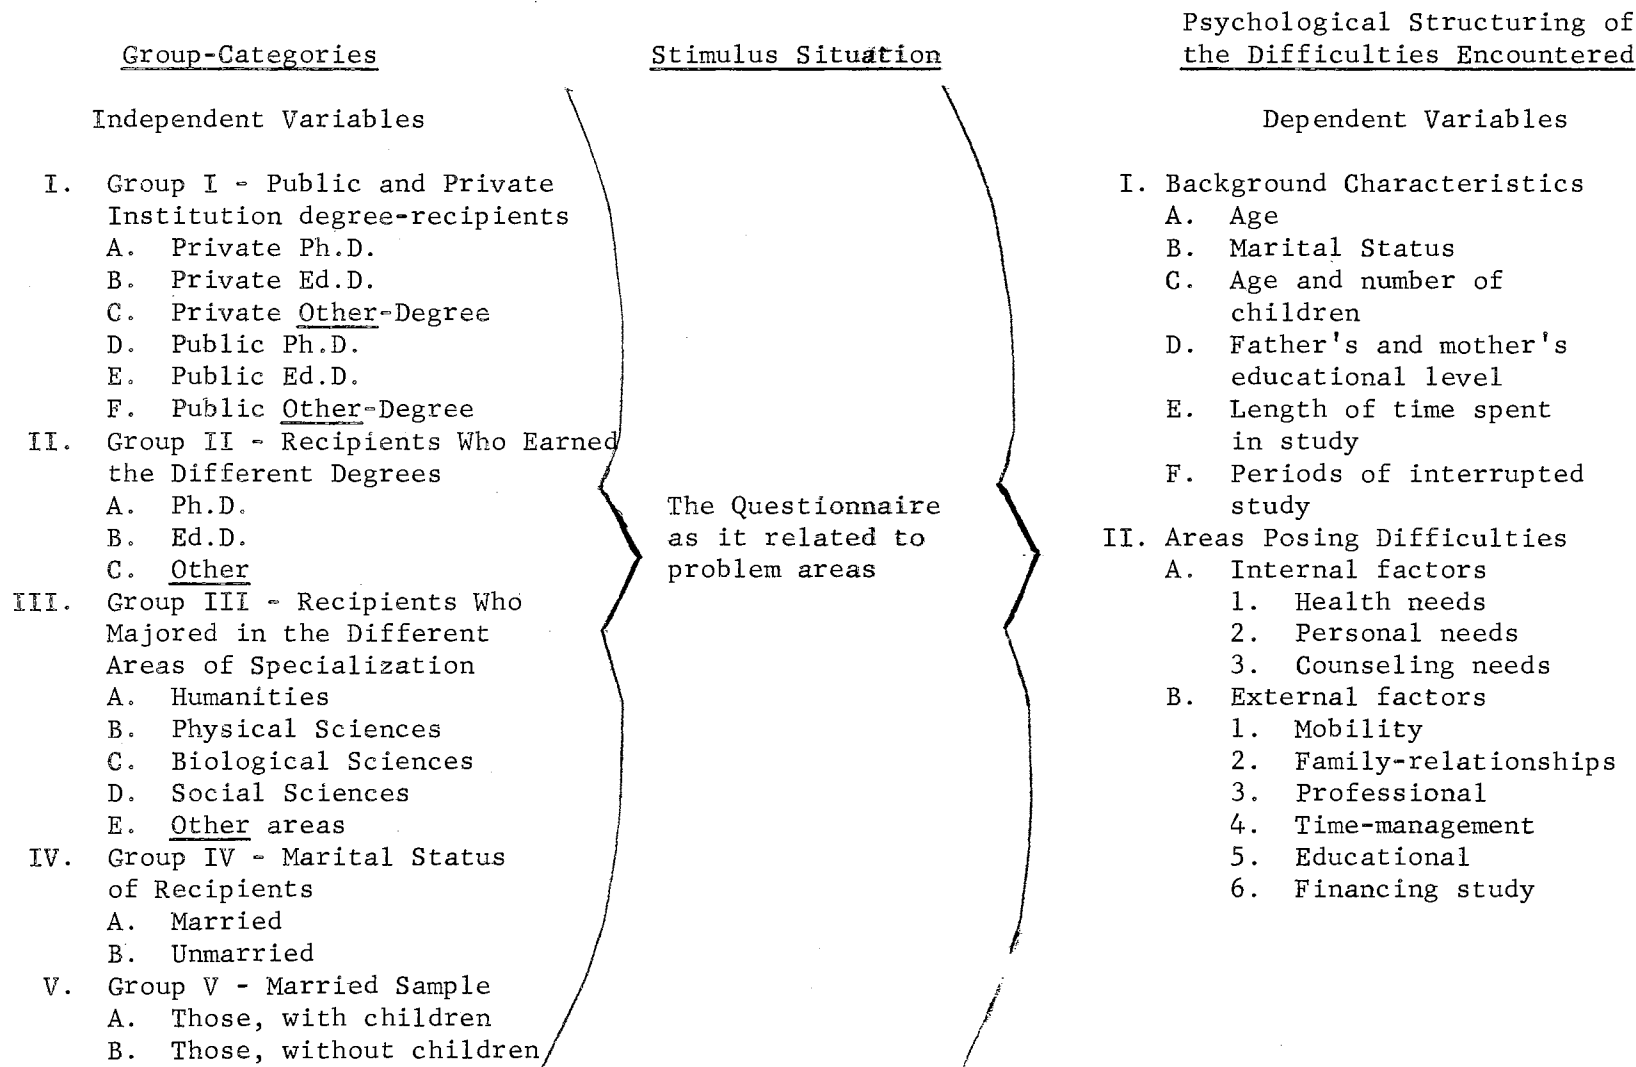 Group-Categories
Independent Variables
I. Group I - Public and Private
Institution degree-recipients
A. Private Ph.D.
B. Private Ed.D.
C. Private Other-Degree
D. Public Ph.D.
E. Public Ed.D.
F. Public Other-Degree
II. Group II - Recipients Who Earned
the Different Degrees
A. Ph.D.
B. Ed.D.
C. Other
III. Group III - Recipients Who
Majored in the Different
Areas of Specialization
A. Humanities
B. Physical Sciences
C. Biological Sciences
D. Social Sciences
E. Other areas
IV. Group IV - Marital Status
of Recipients
A. Married
B. Unmarried
V. Group V - Married Sample
A. Those, with children
B. Those, without children
Stimulus Situation
The Questionnaire
as it related to
problem areas
Psychological Structuring of
the Difficulties Encountered
Dependent Variables
I. Background Characteristics
A. Age
B. Marital Status
C. Age and number of
children
D. Father's and mother's
educational level
E. Length of time spent
in study
F. Periods of interrupted
study
II. Areas Posing Difficulties
A. Internal factors
1. Health needs
2. Personal needs
3. Counseling needs
B. External factors
1. Mobility
2. Family-relationships
3. Professional
4. Time-management
5. Educational
6. Financing study